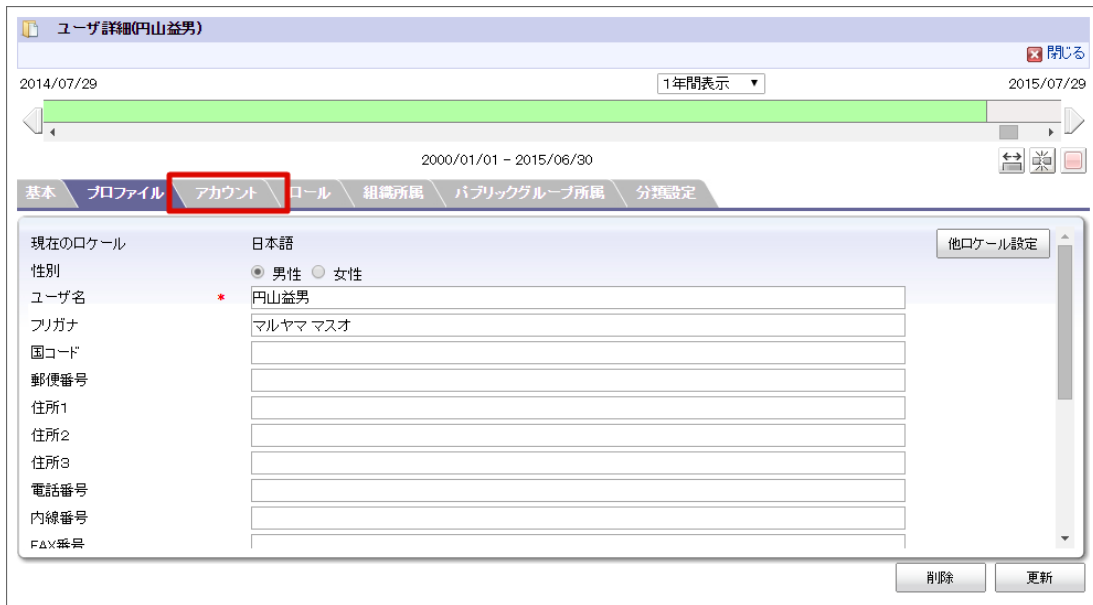 ユーザ詳細(円山益男)
閉じる
2014/07/29 1年間表示 ▼ 2015/07/29
2000/01/01 - 2015/06/30
基本 プロファイル アカウント ロール 組織所属 パブリックグループ所属 分類設定
現在のロケール 日本語 他ロケール設定
性別 男性 女性
ユーザ名 * 円山益男
フリガナ マルヤマ マスオ
国コード
郵便番号
住所1
住所2
住所3
電話番号
内線番号
FAX番号
削除 更新